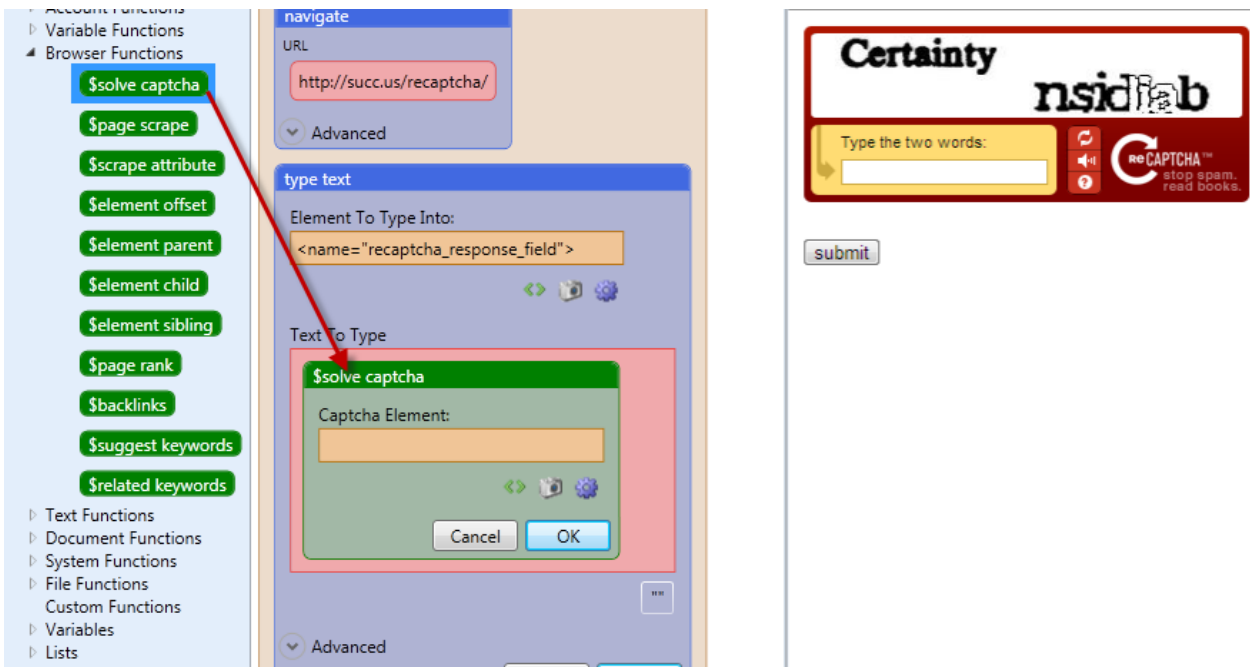 Account Functions
Variable Functions
Browser Functions
$solve captcha
$page scrape
$scrape attribute
$element offset
$element parent
$element child
$element sibling
$page rank
$backlinks
$suggest keywords
$related keywords
Text Functions
Document Functions
System Functions
File Functions
Custom Functions
Variables
Lists
navigate
URL
http://succ.us/recaptcha/
Advanced
type text
Element To Type Into:
<name="recaptcha_response_field">
Text To Type
$solve captcha
Captcha Element:
Cancel OK
""
Advanced
Certainty
Type the two words:
ReCAPTCHA™
stop spam.
read books.
submit